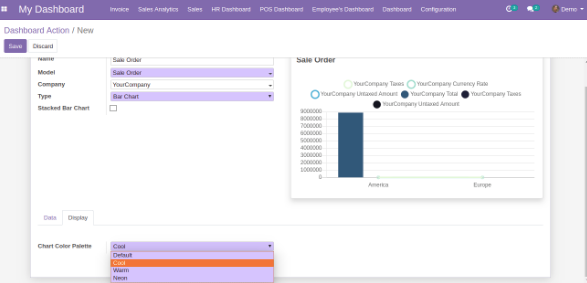 My Dashboard Invoice Sales Analytics Sales HR Dashboard POS Dashboard Employee's Dashboard Dashboard Configuration Demo
Dashboard Action / New
Save Discard
Name Sale Order
Model Sale Order
Company YourCompany
Type Bar Chart
Stacked Bar Chart
Sale Order
YourCompany Taxes YourCompany Currency Rate
YourCompany Untaxed Amount YourCompany Total YourCompany Taxes
YourCompany Untaxed Amount
9000000
8000000
7000000
6000000
5000000
4000000
3000000
2000000
1000000
0
America Europe
Data Display
Chart Color Palette Cool
Default
Cool
Warm
Neon